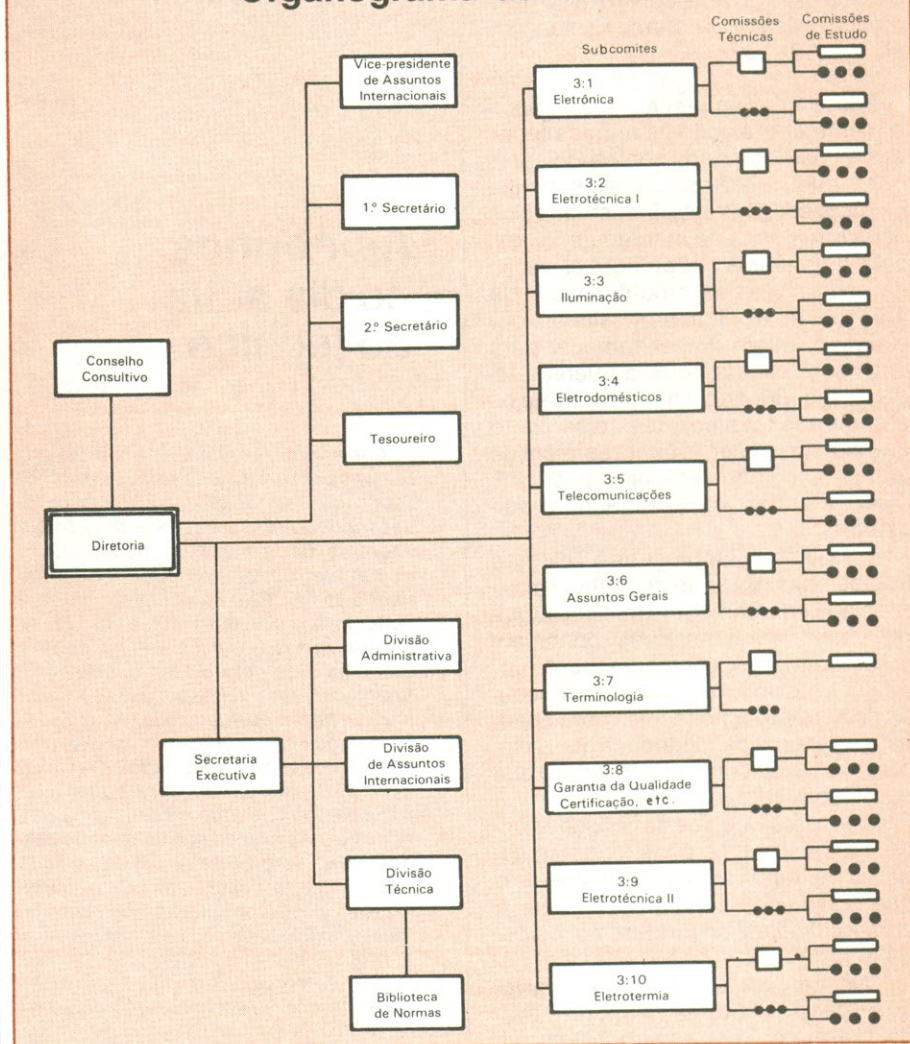 Organograma
Comissões
Técnicas
Comissões
de Estudo
Subcomites
Vice-presidente
de Assuntos
Internacionais
1.º Secretário
2.º Secretário
Tesoureiro
Conselho
Consultivo
Diretoria
Secretaria
Executiva
Divisão
Administrativa
Divisão
de Assuntos
Internacionais
Divisão
Técnica
Biblioteca
de Normas
3:1
Eletrônica
3:2
Eletrotécnica I
3:3
Iluminação
3:4
Eletrodomésticos
3:5
Telecomunicações
3:6
Assuntos Gerais
3:7
Terminologia
3:8
Garantia da Qualidade
Certificação, etc.
3:9
Eletrotécnica II
3:10
Eletrotermia